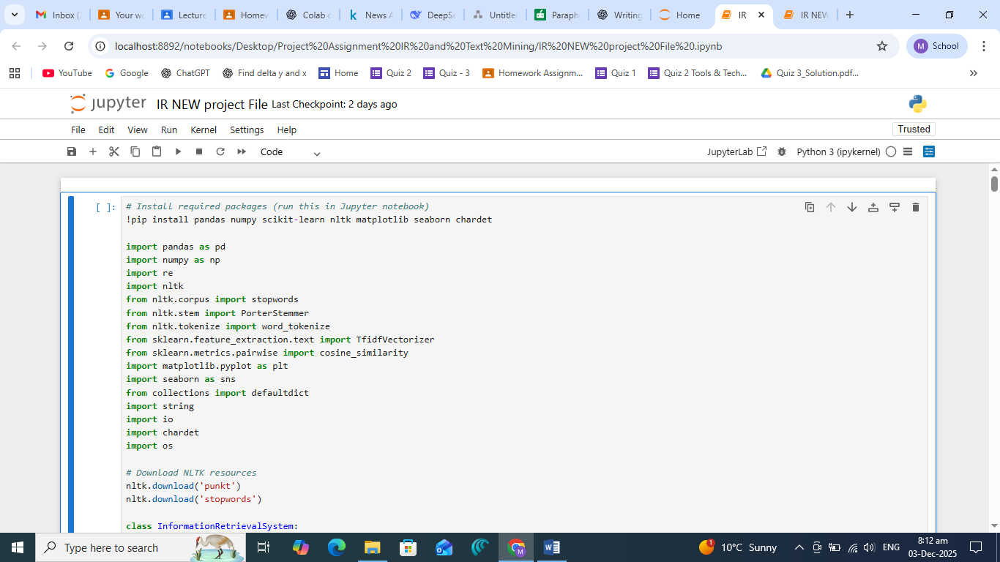 Inbox (
Your w
Lecture
Homew
Colab
News A
DeepSe
Untitle
Paraph
Writing
Home
IR
IR NEW
localhost:8892/notebooks/Desktop/Project%20Assignment%20IR%20and%20Text%20Mining/IR%20NEW%20project%20File%20.ipynb
M School
YouTube Google ChatGPT Find delta y and x Home Quiz 2 Quiz - 3 Homework Assignm... Quiz 1 Quiz 2 Tools & Tech... Quiz 3_Solution.pdf...
jupyter IR NEW project File Last Checkpoint: 2 days ago
File Edit View Run Kernel Settings Help Trusted
Code JupyterLab Python 3 (ipykernel)
[ ]: # Install required packages (run this in Jupyter notebook)
!pip install pandas numpy scikit-learn nltk matplotlib seaborn chardet
import pandas as pd
import numpy as np
import re
import nltk
from nltk.corpus import stopwords
from nltk.stem import PorterStemmer
from nltk.tokenize import word_tokenize
from sklearn.feature_extraction.text import TfidfVectorizer
from sklearn.metrics.pairwise import cosine_similarity
import matplotlib.pyplot as plt
import seaborn as sns
from collections import defaultdict
import string
import io
import chardet
import os
# Download NLTK resources
nltk.download('punkt')
nltk.download('stopwords')
class InformationRetrievalSystem:
Type here to search
1 10°C Sunny ENG 8:12 am
03-Dec-2025